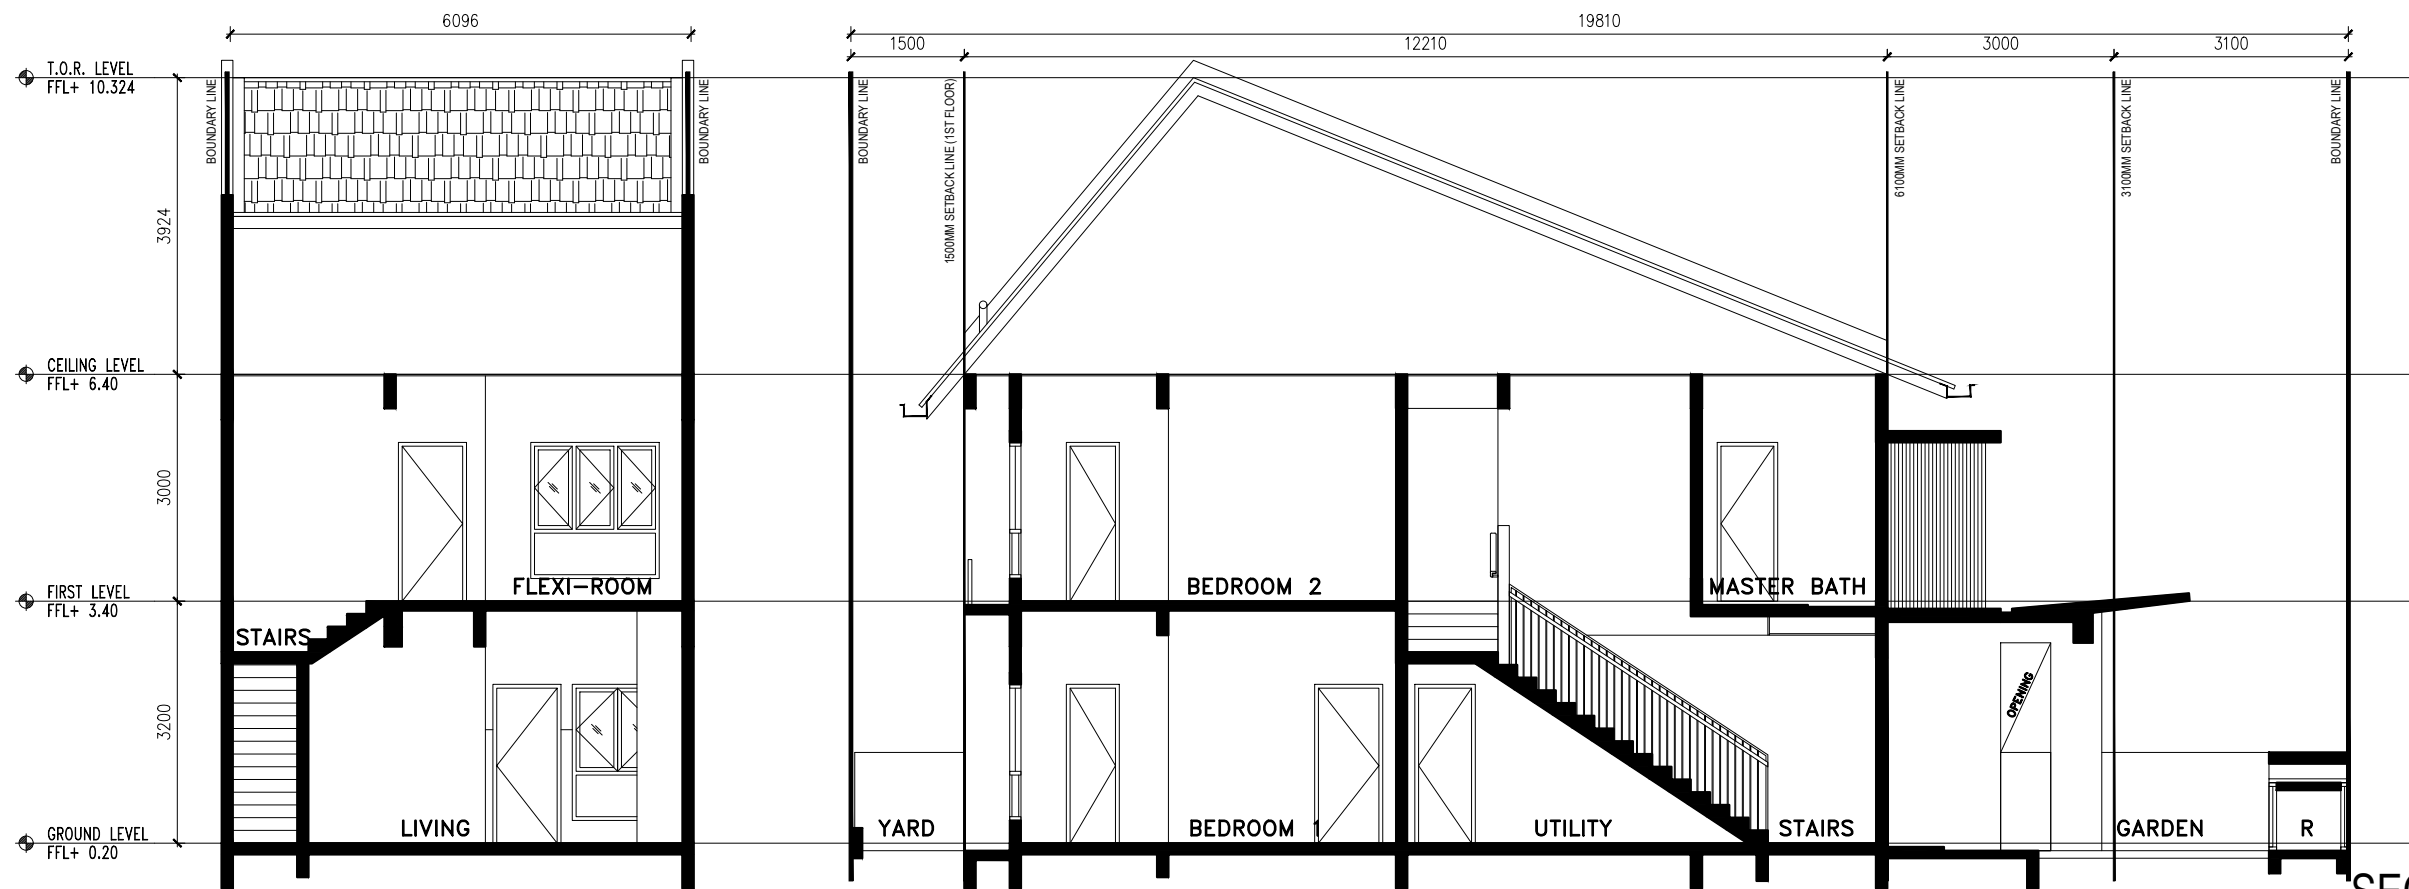 6096
19810
1500
12210
3000
3100
T.O.R. LEVEL
FFL+ 10.324
BOUNDARY LINE
BOUNDARY LINE
BOUNDARY LINE
1500MM SETBACK LINE (1ST FLOOR)
6100MM SETBACK LINE
3100MM SETBACK LINE
BOUNDARY LINE
3924
CEILING LEVEL
FFL+ 6.40
3000
FLEXI-ROOM
BEDROOM 2
MASTER BATH
FIRST LEVEL
FFL+ 3.40
STAIRS
OPENING
3200
LIVING
YARD
BEDROOM 1
UTILITY
STAIRS
GARDEN
R
GROUND LEVEL
FFL+ 0.20